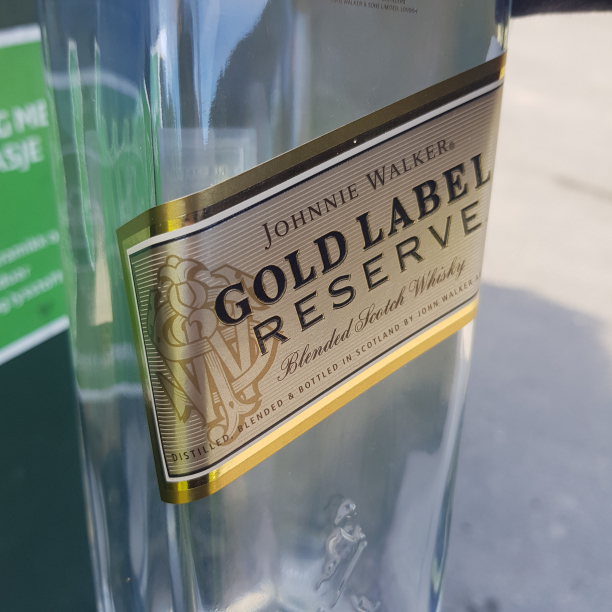 JOHNNIE WALKER®
GOLD LABEL
RESERVE
Blended Scotch Whisky
DISTILLED, BLENDED & BOTTLED IN SCOTLAND BY JOHN WALKER